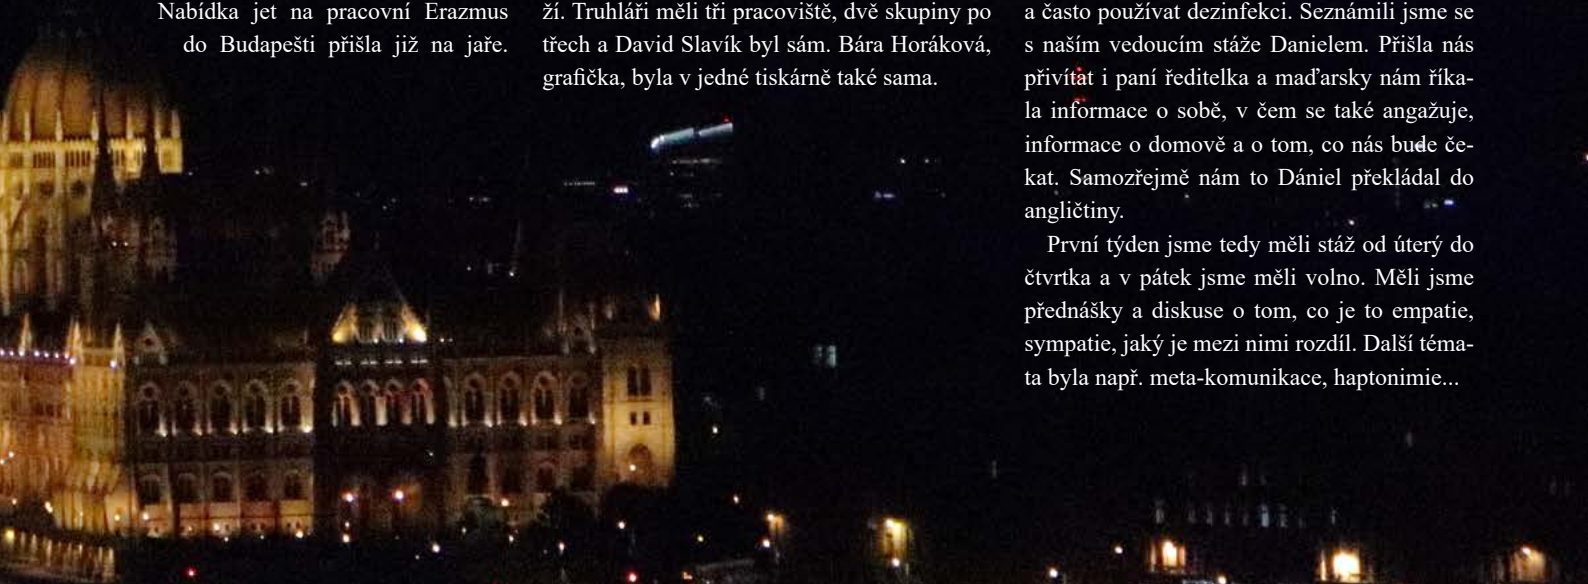 Nabídka jet na pracovní Erazmus
do Budapešti přišla již na jaře.
ží. Truhláři měli tři pracoviště, dvě skupiny po
třech a David Slavík byl sám. Bára Horáková,
grafička, byla v jedné tiskárně také sama.
a často používat dezinfekci. Seznámili jsme se
s naším vedoucím stáže Danielem. Přišla nás
přivítat i paní ředitelka a maďarsky nám říka-
la informace o sobě, v čem se také angažuje,
informace o domově a o tom, co nás bude če-
kat. Samozřejmě nám to Dániel překládal do
angličtiny.
První týden jsme tedy měli stáž od úterý do
čtvrtka a v pátek jsme měli volno. Měli jsme
přednášky a diskuse o tom, co je to empatie,
sympatie, jaký je mezi nimi rozdíl. Další téma-
ta byla např. meta-komunikace, haptonimie...